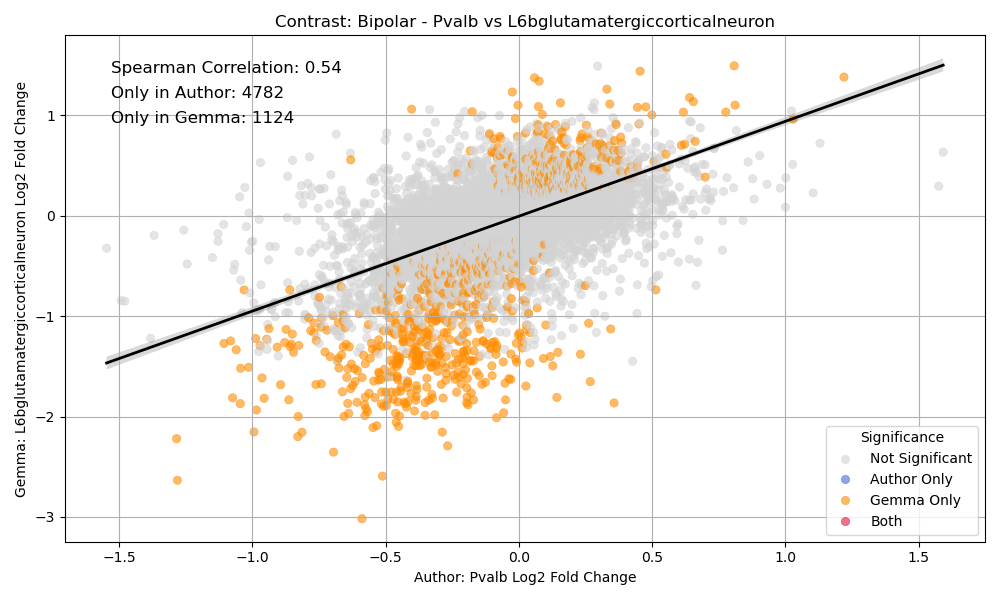 Contrast: Bipolar - Pvalb vs L6bglutamatergiccorticalneuron
Spearman Correlation: 0.54
Only in Author: 4782
Only in Gemma: 1124
Gemma: L6bglutamatergiccorticalneuron Log2 Fold Change
1
0
−1
−2
−3
Significance
Not Significant
Author Only
Gemma Only
Both
−1.5
−1.0
−0.5
0.0
0.5
1.0
1.5
Author: Pvalb Log2 Fold Change